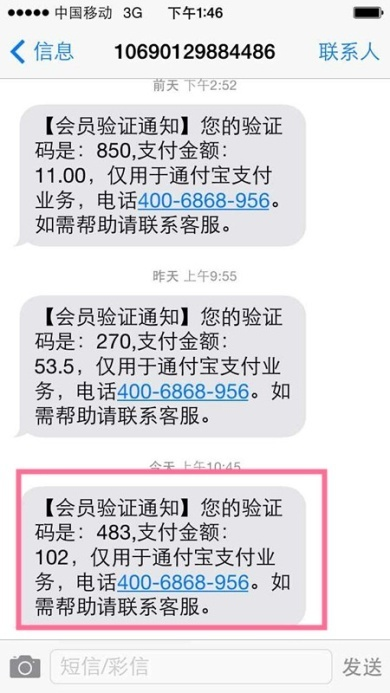 中国移动 3G 下午1:46
信息 10690129884486 联系人
前天 下午2:52
【会员验证通知】您的验证
码是：850,支付金额：
11.00，仅用于通付宝支付
业务，电话400-6868-956。
如需帮助请联系客服。
昨天 上午9:55
【会员验证通知】您的验证
码是：270,支付金额：
53.5，仅用于通付宝支付业
务，电话400-6868-956。如
需帮助请联系客服。
今天 上午10:45
【会员验证通知】您的验证
码是：483,支付金额：
102，仅用于通付宝支付业
务，电话400-6868-956。如
需帮助请联系客服。
短信/彩信 发送